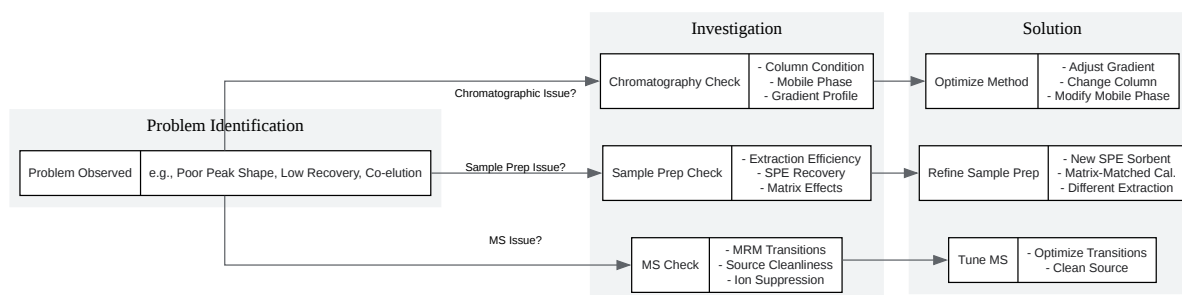 Investigation
Solution
Chromatographic Issue?
Chromatography Check
- Column Condition
- Mobile Phase
- Gradient Profile
Optimize Method
- Adjust Gradient
- Change Column
- Modify Mobile Phase
Problem Identification
Problem Observed
e.g., Poor Peak Shape, Low Recovery, Co-elution
Sample Prep Issue?
Sample Prep Check
- Extraction Efficiency
- SPE Recovery
- Matrix Effects
Refine Sample Prep
- New SPE Sorbent
- Matrix-Matched Cal.
- Different Extraction
MS Issue?
MS Check
- MRM Transitions
- Source Cleanliness
- Ion Suppression
Tune MS
- Optimize Transitions
- Clean Source